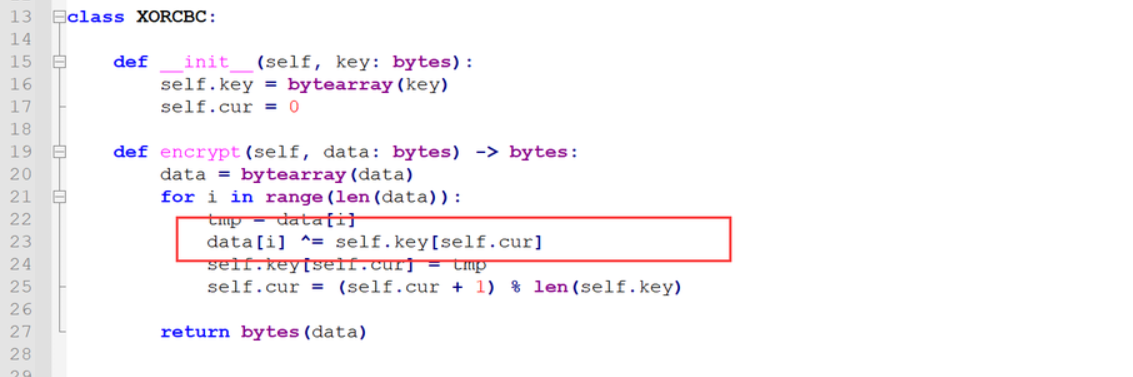 13 class XORCBC:
14
15 def __init__(self, key: bytes):
16 self.key = bytearray(key)
17 self.cur = 0
18
19 def encrypt(self, data: bytes) -> bytes:
20 data = bytearray(data)
21 for i in range(len(data)):
22 tmp = data[i]
23 data[i] ^= self.key[self.cur]
24 self.key[self.cur] = tmp
25 self.cur = (self.cur + 1) % len(self.key)
26
27 return bytes(data)
28
29